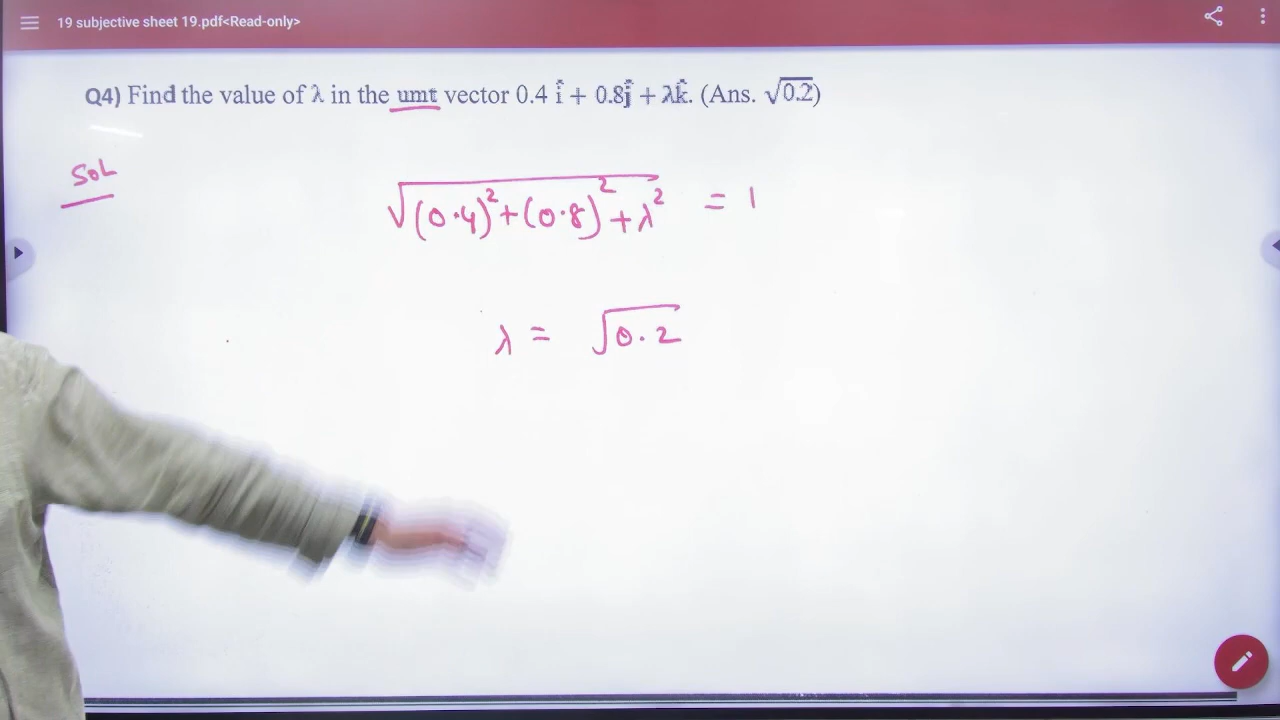 19 subjective sheet 19.pdf<Read-only>
Q4) Find the value of λ in the umt vector 0.4 î + 0.8ĵ + λk̂. (Ans. √0.2)
Sol
√(0.4)²+(0.8)²+λ² = 1
λ = √0.2